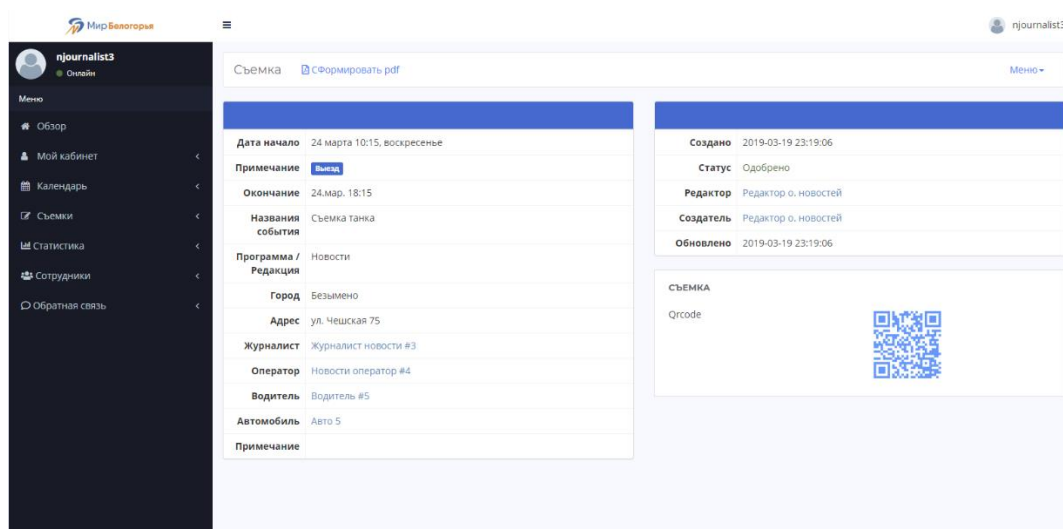 Мир Белогорья
njournalist3
njournalist3
Онлайн
Меню
Обзор
Мой кабинет
Календарь
Съемки
Статистика
Сотрудники
Обратная связь
Съемка СФормировать pdf Меню
Дата начало 24 марта 10:15, воскресенье
Примечание Выезд
Окончание 24.мар. 18:15
Названия Съемка танка
события
Программа / Новости
Редакция
Город Безымено
Адрес ул. Чешская 75
Журналист Журналист новости #3
Оператор Новости оператор #4
Водитель Водитель #5
Автомобиль Авто 5
Примечание
Создано 2019-03-19 23:19:06
Статус Одобрено
Редактор Редактор о. новостей
Создатель Редактор о. новостей
Обновлено 2019-03-19 23:19:06
СЪЕМКА
Qrcode